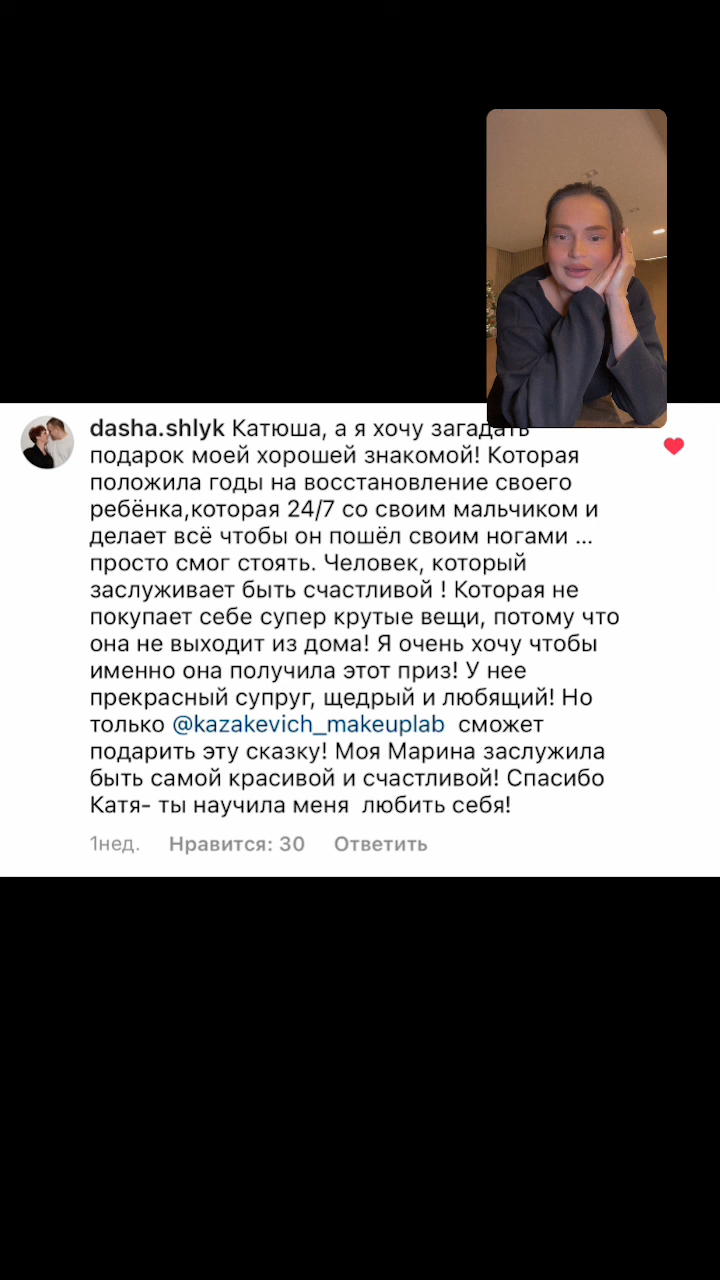 dasha.shlyk Катюша, а я хочу загадать
подарок моей хорошей знакомой! Которая
положила годы на восстановление своего
ребёнка,которая 24/7 со своим мальчиком и
делает всё чтобы он пошёл своим ногами ...
просто смог стоять. Человек, который
заслуживает быть счастливой ! Которая не
покупает себе супер крутые вещи, потому что
она не выходит из дома! Я очень хочу чтобы
именно она получила этот приз! У нее
прекрасный супруг, щедрый и любящий! Но
только @kazakevich_makeuplab сможет
подарить эту сказку! Моя Марина заслужила
быть самой красивой и счастливой! Спасибо
Катя- ты научила меня любить себя!
1нед. Нравится: 30 Ответить